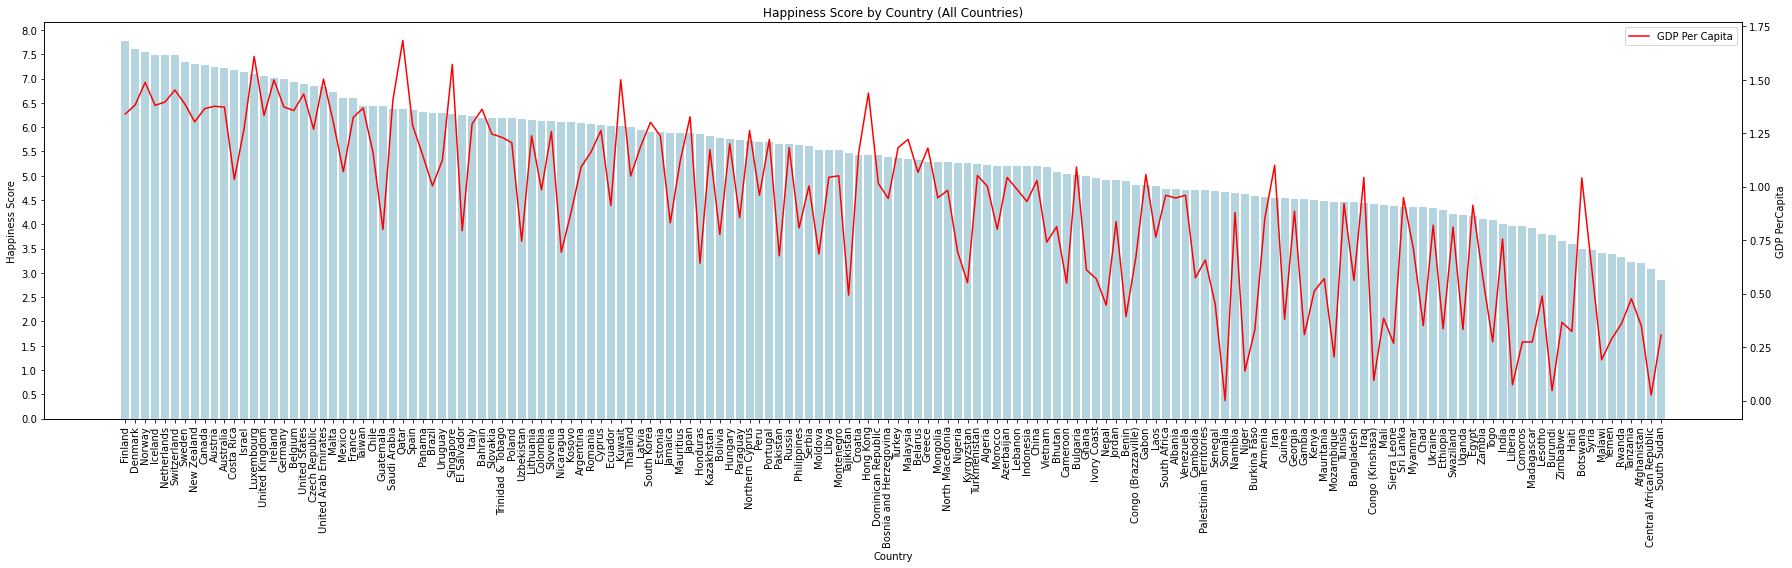 Happiness Score by Country (All Countries)
GDP Per Capita
Happiness Score
8.0
7.5
7.0
6.5
6.0
5.5
5.0
4.5
4.0
3.5
3.0
2.5
2.0
1.5
1.0
0.5
0.0
GDP PerCapita
1.75
1.50
1.25
1.00
0.75
0.50
0.25
0.00
Finland
Denmark
Norway
Iceland
Netherlands
Switzerland
Sweden
New Zealand
Canada
Austria
Australia
Costa Rica
Israel
Luxembourg
United Kingdom
Ireland
Germany
Belgium
United States
Czech Republic
United Arab Emirates
Malta
Mexico
France
Taiwan
Chile
Guatemala
Saudi Arabia
Qatar
Spain
Panama
Brazil
Uruguay
Singapore
El Salvador
Italy
Bahrain
Slovakia
Trinidad & Tobago
Poland
Uzbekistan
Lithuania
Colombia
Slovenia
Nicaragua
Kosovo
Argentina
Romania
Cyprus
Ecuador
Kuwait
Thailand
Latvia
South Korea
Estonia
Jamaica
Mauritius
Japan
Honduras
Kazakhstan
Bolivia
Hungary
Paraguay
Northern Cyprus
Peru
Portugal
Pakistan
Russia
Philippines
Serbia
Moldova
Libya
Montenegro
Tajikistan
Croatia
Hong Kong
Dominican Republic
Bosnia and Herzegovina
Turkey
Malaysia
Belarus
Greece
Mongolia
North Macedonia
Nigeria
Kyrgyzstan
Turkmenistan
Algeria
Morocco
Azerbaijan
Lebanon
Indonesia
China
Vietnam
Bhutan
Cameroon
Bulgaria
Ghana
Ivory Coast
Nepal
Jordan
Benin
Congo (Brazzaville)
Gabon
Laos
South Africa
Albania
Venezuela
Cambodia
Palestinian Territories
Senegal
Somalia
Namibia
Niger
Burkina Faso
Armenia
Iran
Guinea
Georgia
Gambia
Kenya
Mauritania
Mozambique
Tunisia
Bangladesh
Iraq
Congo (Kinshasa)
Mali
Sierra Leone
Sri Lanka
Myanmar
Chad
Ukraine
Ethiopia
Swaziland
Uganda
Egypt
Zambia
Togo
India
Liberia
Comoros
Madagascar
Lesotho
Burundi
Zimbabwe
Haiti
Botswana
Syria
Malawi
Yemen
Rwanda
Tanzania
Afghanistan
Central African Republic
South Sudan
Country